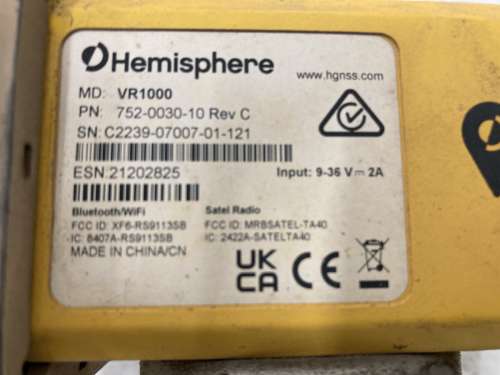 Hemisphere
www.hgnss.com
MD: VR1000
PN: 752-0030-10 Rev C
SN: C2239-07007-01-121
ESN:21202825
Input: 9-36 V⎓2A
Bluetooth/WiFi
FCC ID: XF6-RS9113SB
IC: 8407A-RS9113SB
MADE IN CHINA/CN
Satel Radio
FCC ID: MRBSATEL-TA40
IC: 2422A-SATELTA40
UK
CA
CE